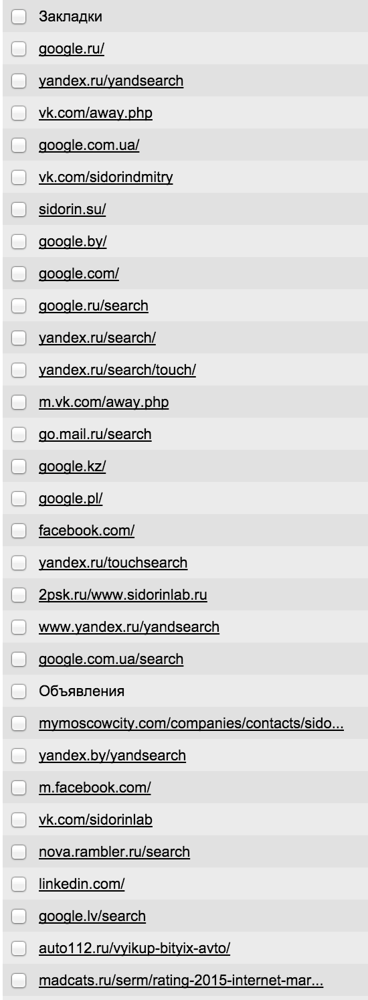 Закладки
google.ru/
yandex.ru/yandsearch
vk.com/away.php
google.com.ua/
vk.com/sidorindmitry
sidorin.su/
google.by/
google.com/
google.ru/search
yandex.ru/search/
yandex.ru/search/touch/
m.vk.com/away.php
go.mail.ru/search
google.kz/
google.pl/
facebook.com/
yandex.ru/touchsearch
2psk.ru/www.sidorinlab.ru
www.yandex.ru/yandsearch
google.com.ua/search
Объявления
mymoscowcity.com/companies/contacts/sido...
yandex.by/yandsearch
m.facebook.com/
vk.com/sidorinlab
nova.rambler.ru/search
linkedin.com/
google.lv/search
auto112.ru/vyikup-bityix-avto/
madcats.ru/serm/rating-2015-internet-mar...